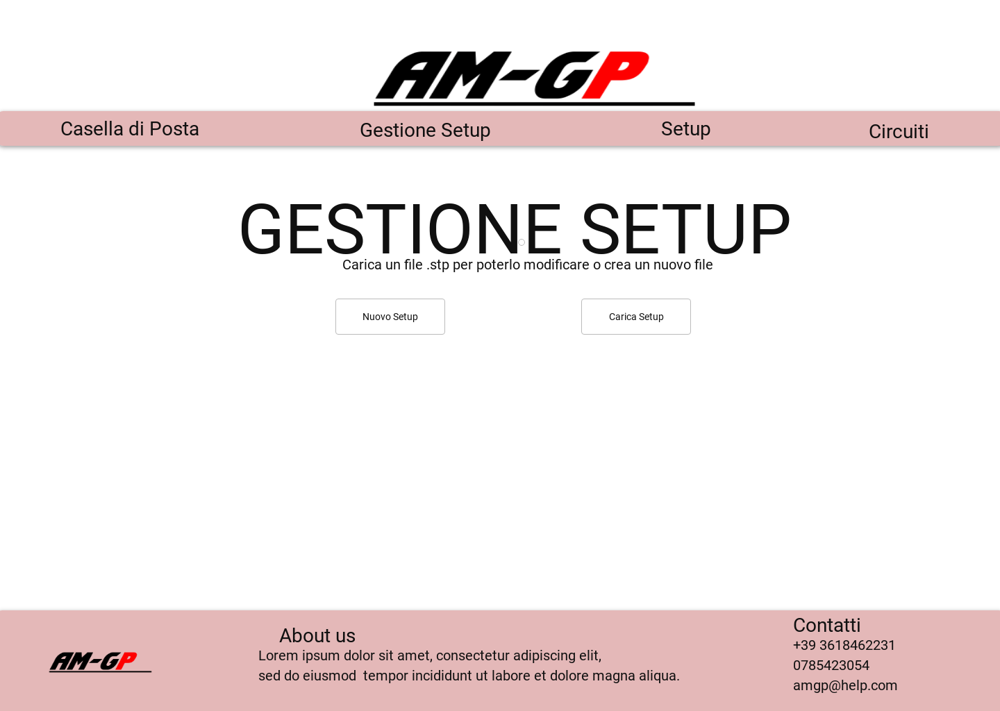 AM-GP
Casella di Posta
Gestione Setup
Setup
Circuiti
GESTIONE SETUP
Carica un file .stp per poterlo modificare o crea un nuovo file
Nuovo Setup
Carica Setup
AM-GP
About us
Lorem ipsum dolor sit amet, consectetur adipiscing elit,
sed do eiusmod  tempor incididunt ut labore et dolore magna aliqua.
Contatti
+39 3618462231
0785423054
amgp@help.com